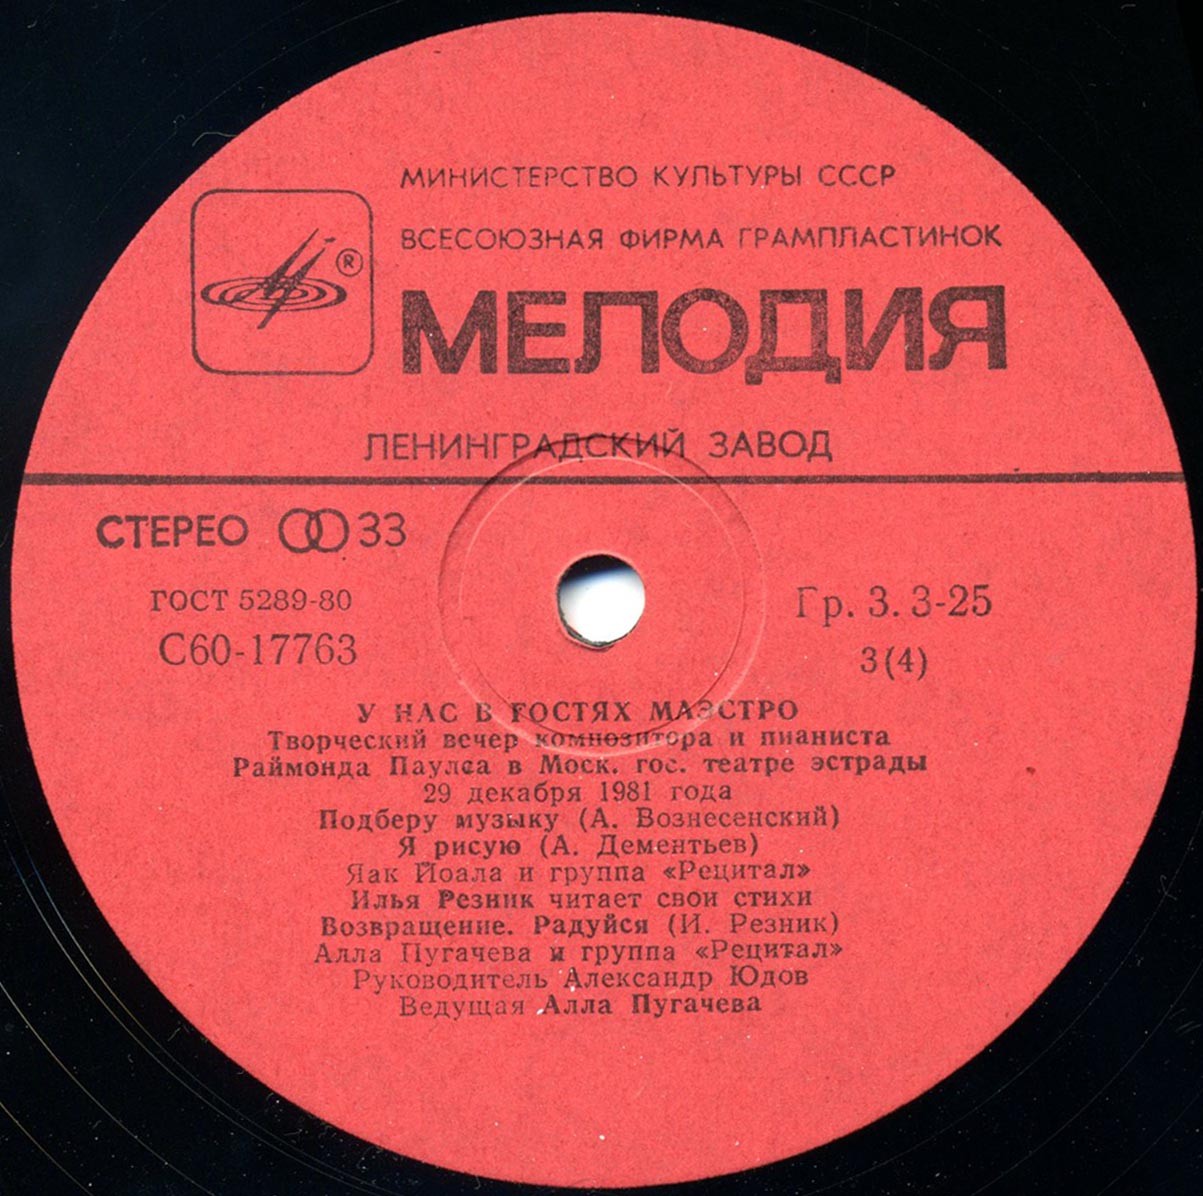 МИНИСТЕРСТВО КУЛЬТУРЫ СССР
ВСЕСОЮЗНАЯ ФИРМА ГРАМПЛАСТИНОК
®
МЕЛОДИЯ
ЛЕНИНГРАДСКИЙ ЗАВОД
СТЕРЕО 33
ГОСТ 5289-80
Гр. 3. 3-25
С60-17763
3(4)
У НАС В ГОСТЯХ МАЭСТРО
Творческий вечер композитора и пианиста
Раймонда Паулса в Моск. гос. театре эстрады
29 декабря 1981 года
Подберу музыку (А. Вознесенский)
Я рисую (А. Дементьев)
Яак Йоала и группа «Рецитал»
Илья Резник читает свои стихи
Возвращение. Радуйся (И. Резник)
Алла Пугачева и группа «Рецитал»
Руководитель Александр Юдов
Ведущая Алла Пугачева